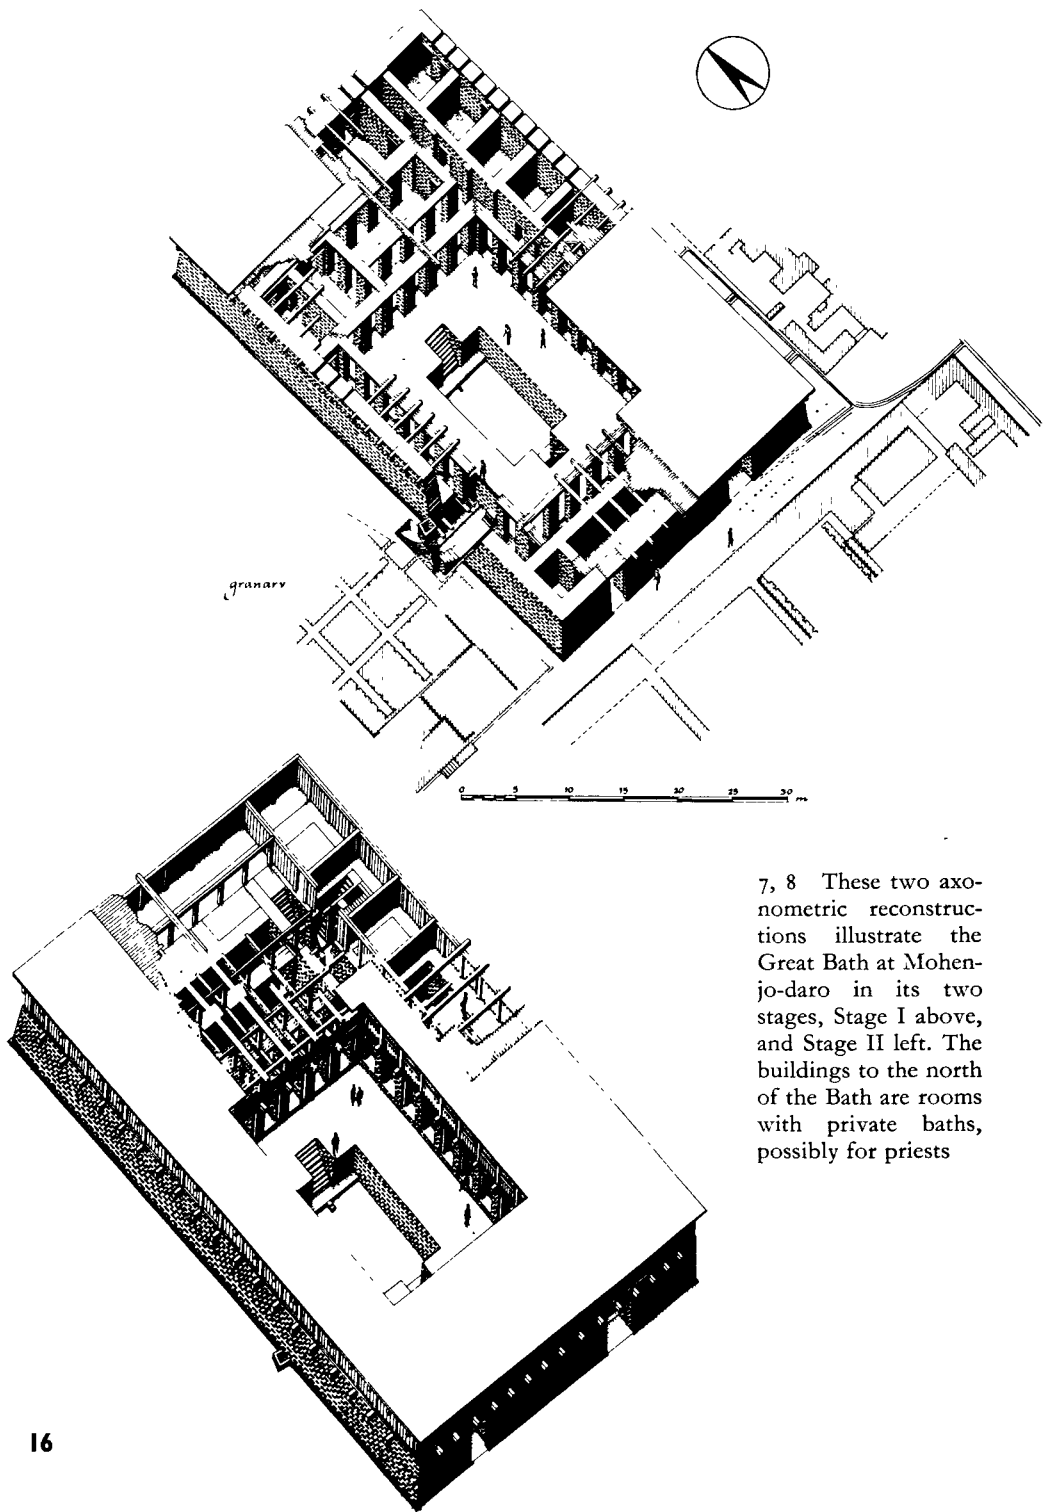 granary
0 5 10 15 20 25 30 m
7, 8 These two axo-
nometric reconstruc-
tions illustrate the
Great Bath at Mohen-
jo-daro in its two
stages, Stage I above,
and Stage II left. The
buildings to the north
of the Bath are rooms
with private baths,
possibly for priests
16